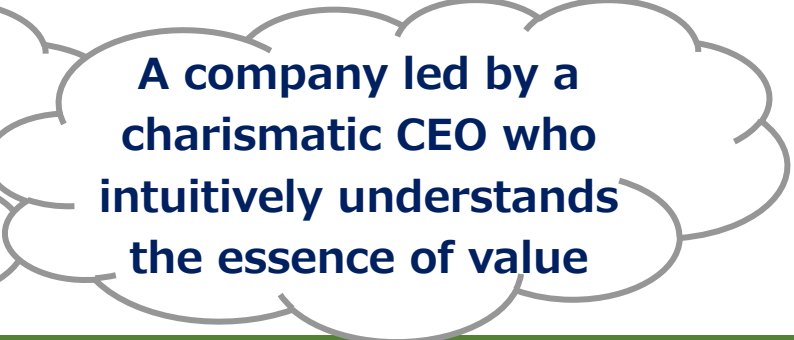 A company led by a
charismatic CEO who
intuitively understands
the essence of value